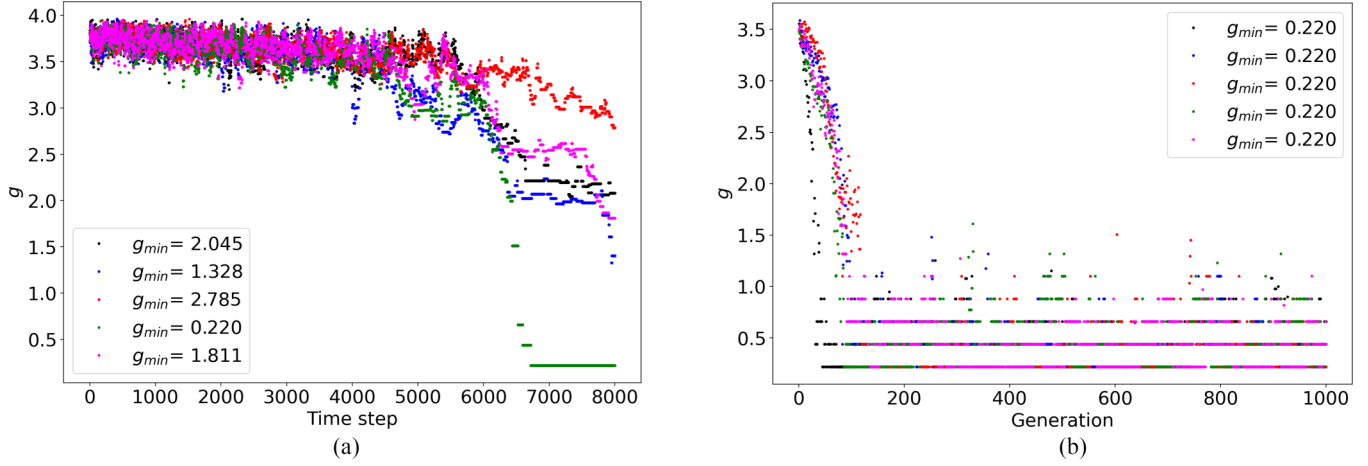 4.0
3.5
3.0
2.5
2.0
1.5
1.0
0.5
g
g_min= 2.045
g_min= 1.328
g_min= 2.785
g_min= 0.220
g_min= 1.811
0 1000 2000 3000 4000 5000 6000 7000 8000
Time step
(a)
3.5
3.0
2.5
2.0
1.5
1.0
0.5
g
g_min= 0.220
g_min= 0.220
g_min= 0.220
g_min= 0.220
g_min= 0.220
0 200 400 600 800 1000
Generation
(b)